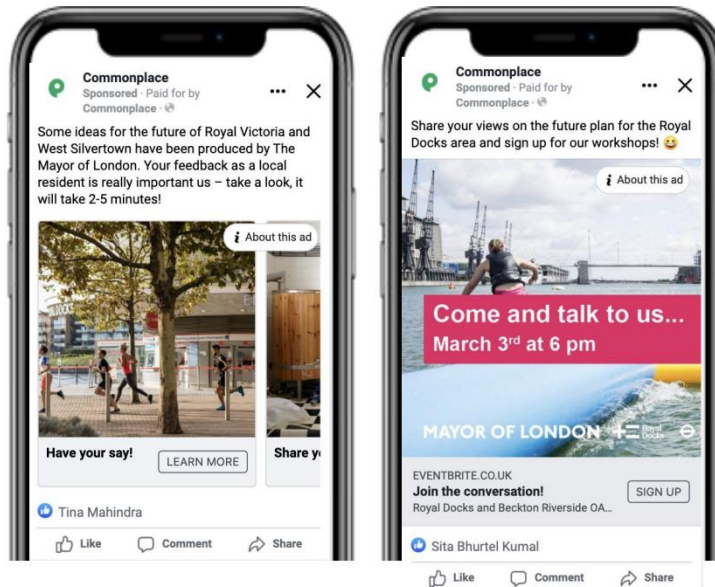 Commonplace
Sponsored · Paid for by
Commonplace ·
Some ideas for the future of Royal Victoria and
West Silvertown have been produced by The
Mayor of London. Your feedback as a local
resident is really important us – take a look, it
will take 2-5 minutes!
i About this ad
Have your say!
LEARN MORE
Share y
Tina Mahindra
Like
Comment
Share
Commonplace
Sponsored · Paid for by
Commonplace ·
Share your views on the future plan for the Royal
Docks area and sign up for our workshops! 😀
i About this ad
Come and talk to us...
March 3rd at 6 pm
MAYOR OF LONDON
Royal
Docks
EVENTBRITE.CO.UK
Join the conversation!
Royal Docks and Beckton Riverside OA...
SIGN UP
Sita Bhurtel Kumal
Like
Comment
Share